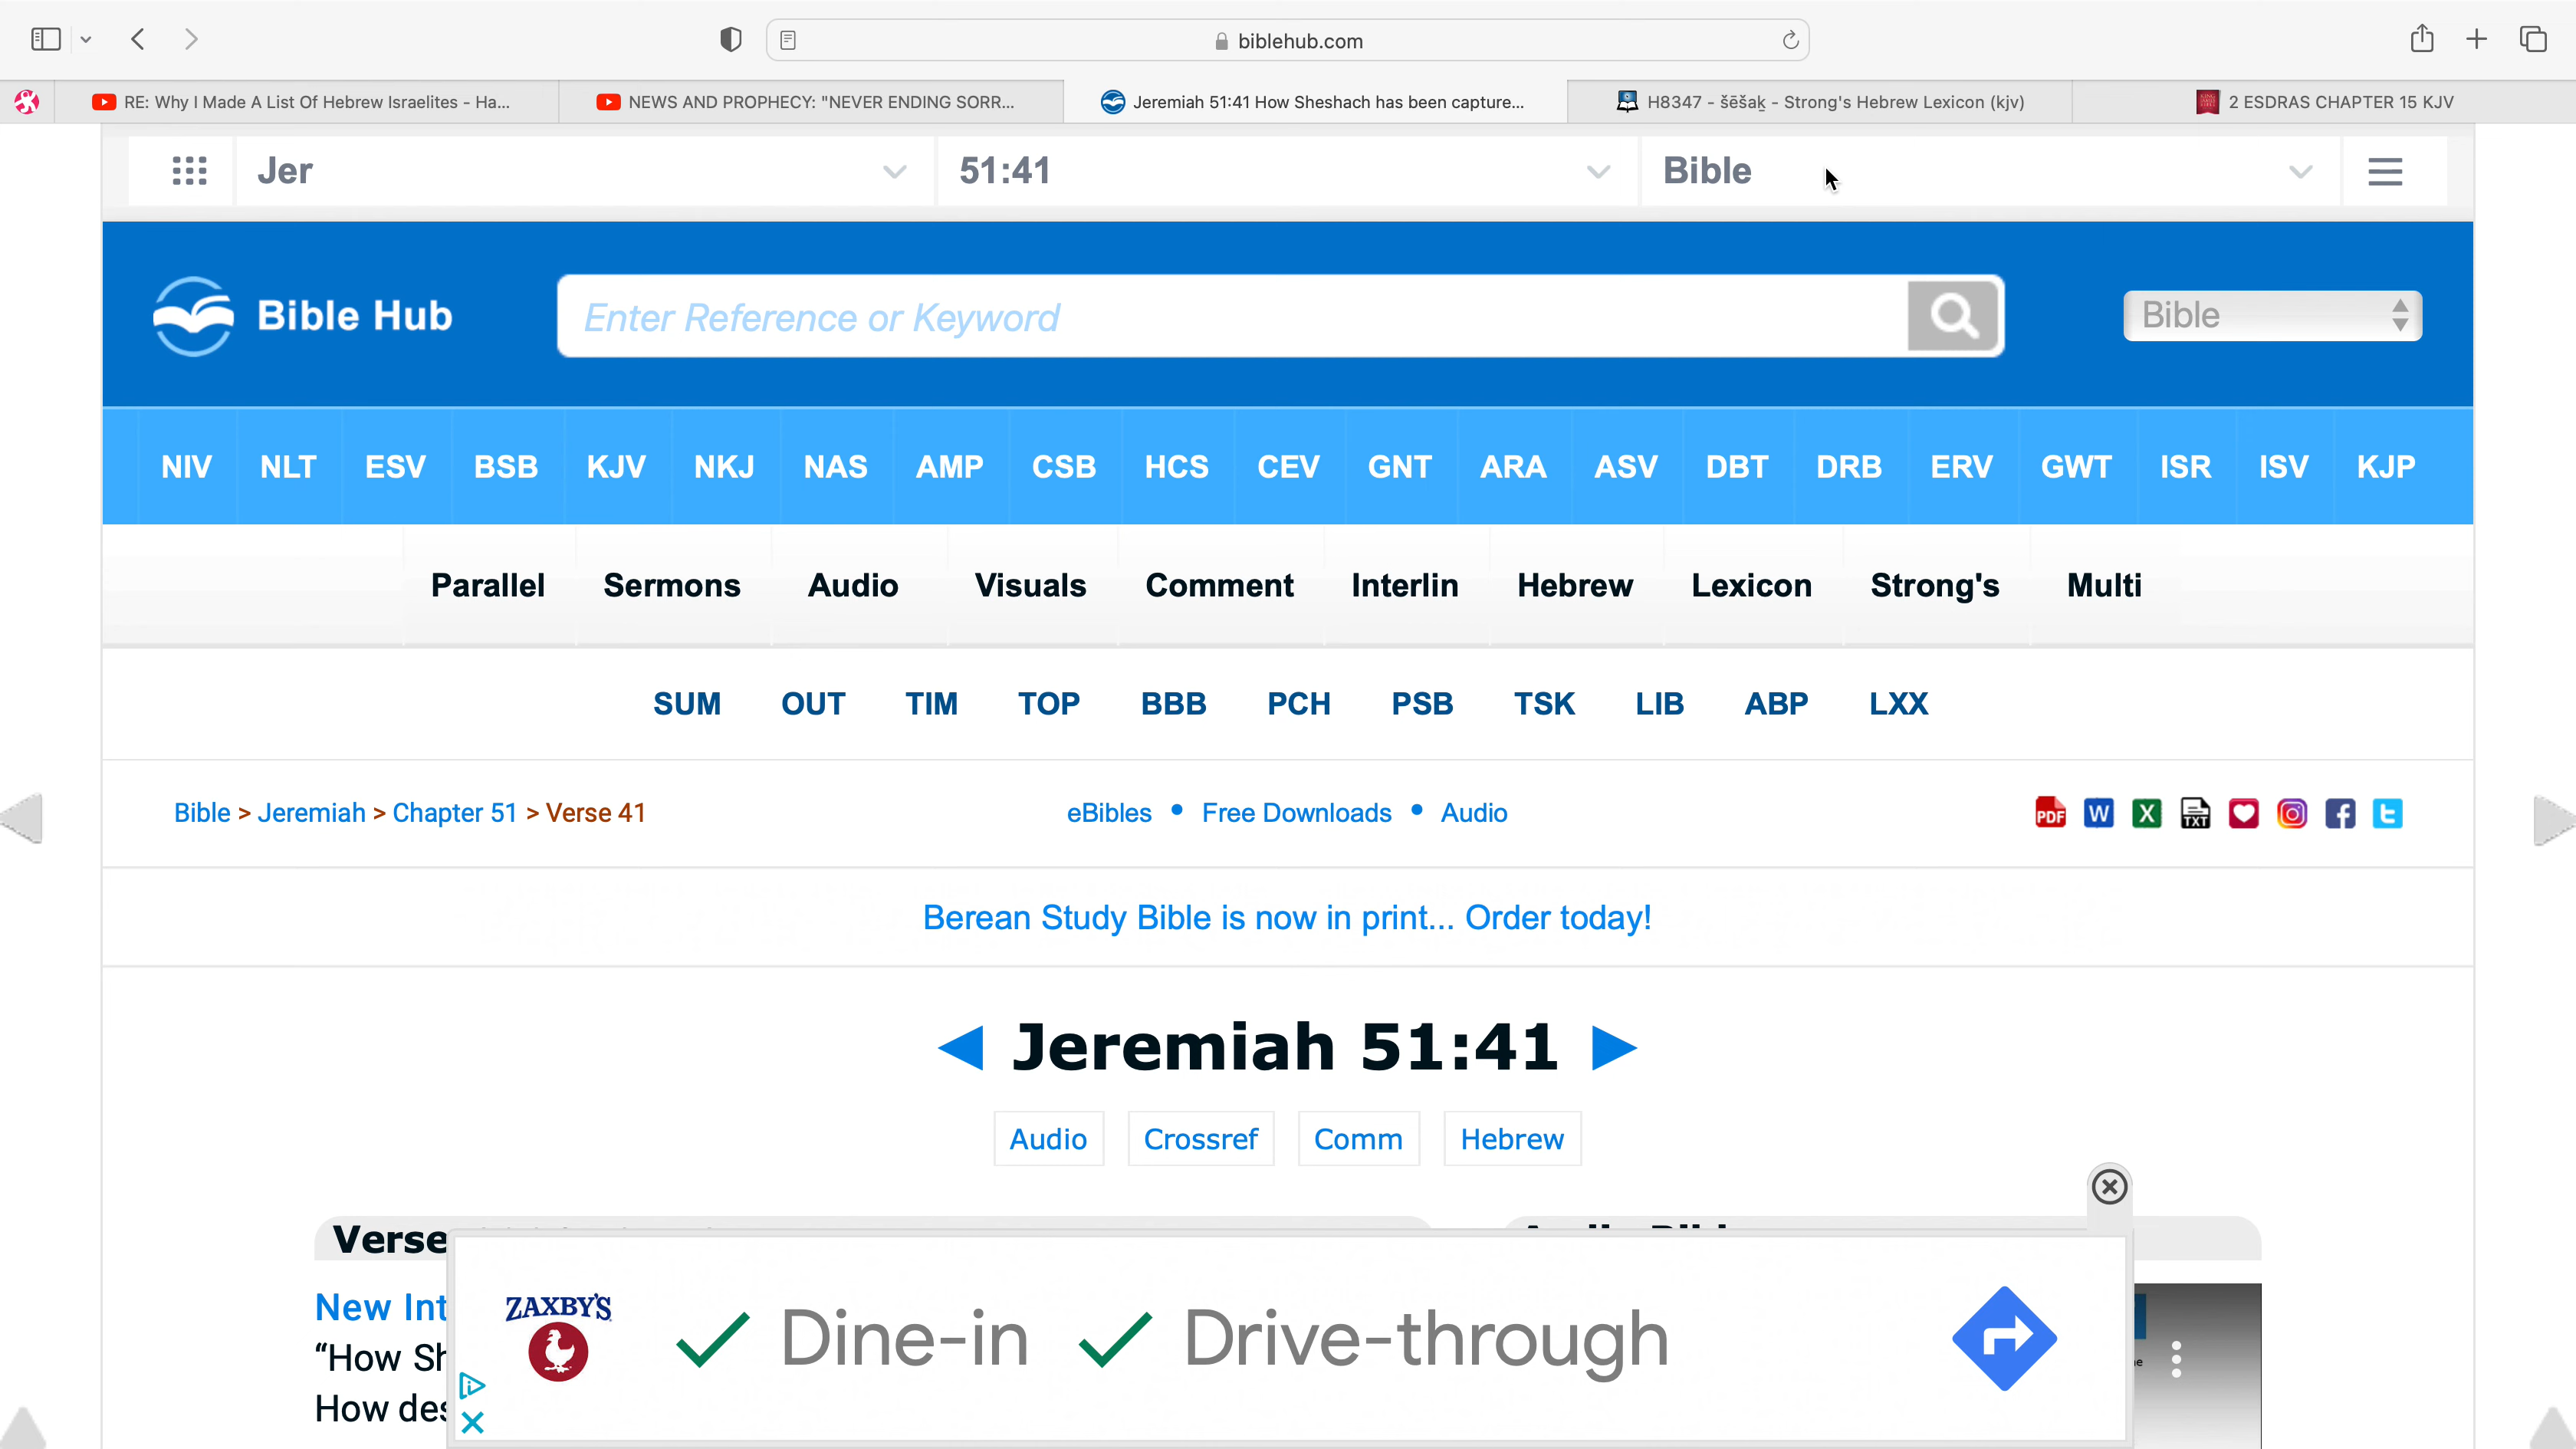 biblehub.com
RE: Why I Made A List Of Hebrew Israelites - Ha...
NEWS AND PROPHECY: "NEVER ENDING SORR...
Jeremiah 51:41 How Sheshach has been capture...
H8347 - šēšaḵ - Strong's Hebrew Lexicon (kjv)
2 ESDRAS CHAPTER 15 KJV
Jer
51:41
Bible
Bible Hub
Enter Reference or Keyword
Bible
NIV NLT ESV BSB KJV NKJ NAS AMP CSB HCS CEV GNT ARA ASV DBT DRB ERV GWT ISR ISV KJP
Parallel Sermons Audio Visuals Comment Interlin Hebrew Lexicon Strong's Multi
SUM OUT TIM TOP BBB PCH PSB TSK LIB ABP LXX
Bible > Jeremiah > Chapter 51 > Verse 41
eBibles • Free Downloads • Audio
PDF W X TXT
Berean Study Bible is now in print... Order today!
Jeremiah 51:41
Audio Crossref Comm Hebrew
Verse
New Int
“How Sh
How des
ZAXBY'S
Dine-in
Drive-through